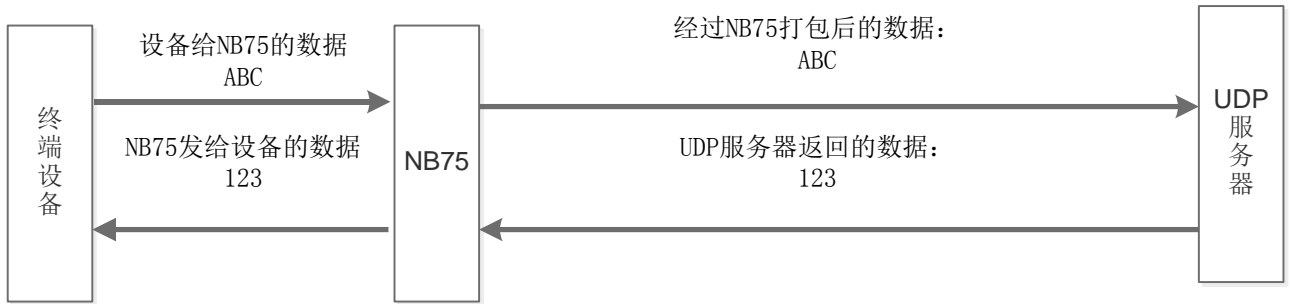 终端设备
设备给NB75的数据
ABC
NB75发给设备的数据
123
NB75
经过NB75打包后的数据：
ABC
UDP服务器返回的数据：
123
UDP
服务器